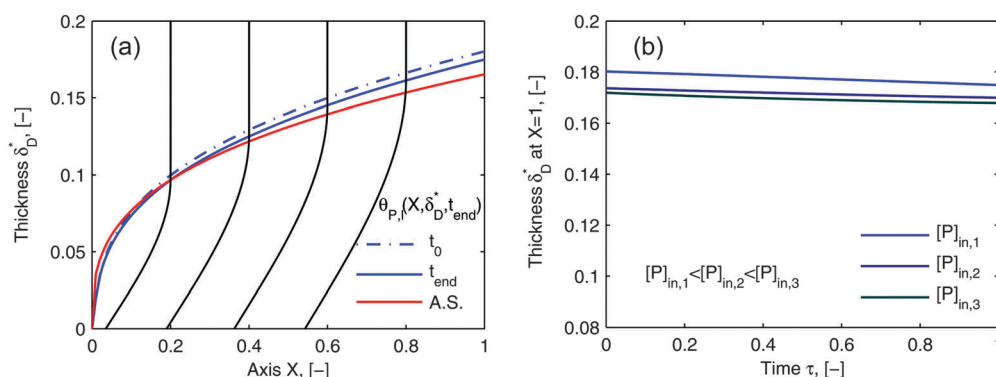 (a)
0.2
0.15
0.1
0.05
0
Thickness δ*D, [−]
θP,l(X,δ*D,tend)
t0
tend
A.S.
0 0.2 0.4 0.6 0.8 1
Axis X, [−]
(b)
0.2
0.18
0.16
0.14
0.12
0.1
0.08
Thickness δ*D at X=1, [−]
[P]in,1
[P]in,2
[P]in,3
[P]in,1<[P]in,2<[P]in,3
0 0.2 0.4 0.6 0.8 1
Time τ, [−]